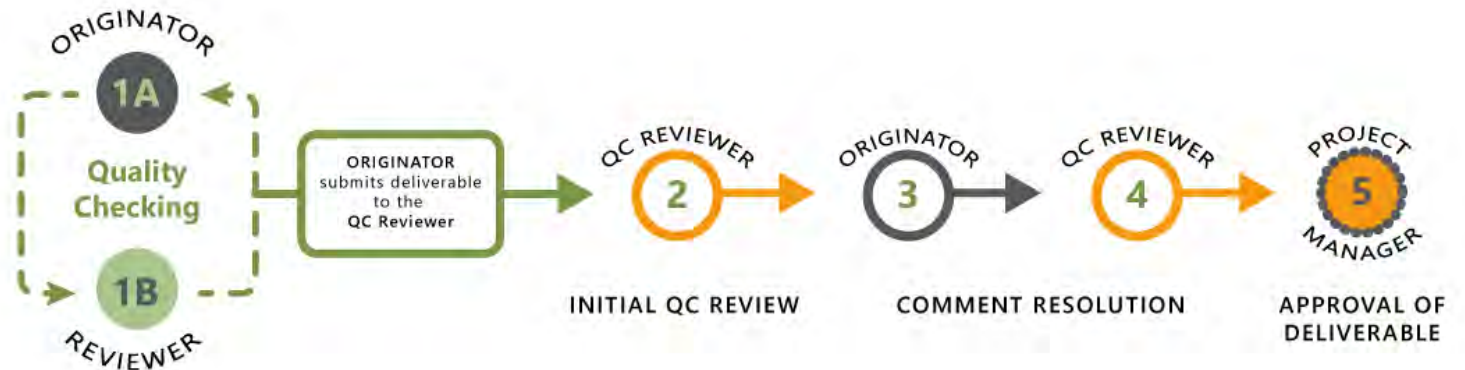 ORIGINATOR
1A
Quality
Checking
1B
REVIEWER
ORIGINATOR
submits deliverable
to the
QC Reviewer
QC REVIEWER
2
INITIAL QC REVIEW
ORIGINATOR
3
QC REVIEWER
4
COMMENT RESOLUTION
PROJECT
5
MANAGER
APPROVAL OF
DELIVERABLE